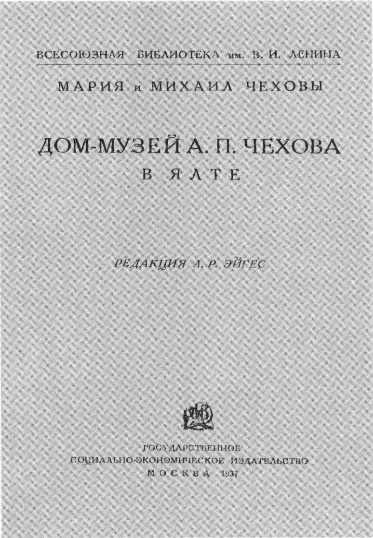 ВСЕСОЮЗНАЯ БИБЛИОТЕКА им. В. И. ЛЕНИНА
МАРИЯ и МИХАИЛ ЧЕХОВЫ
ДОМ-МУЗЕЙ А. П. ЧЕХОВА
В ЯЛТЕ
РЕДАКЦИЯ А. Р. ЭЙГЕС
ГОСУДАРСТВЕННОЕ
СОЦИАЛЬНО-ЭКОНОМИЧЕСКОЕ ИЗДАТЕЛЬСТВО
МОСКВА 1937